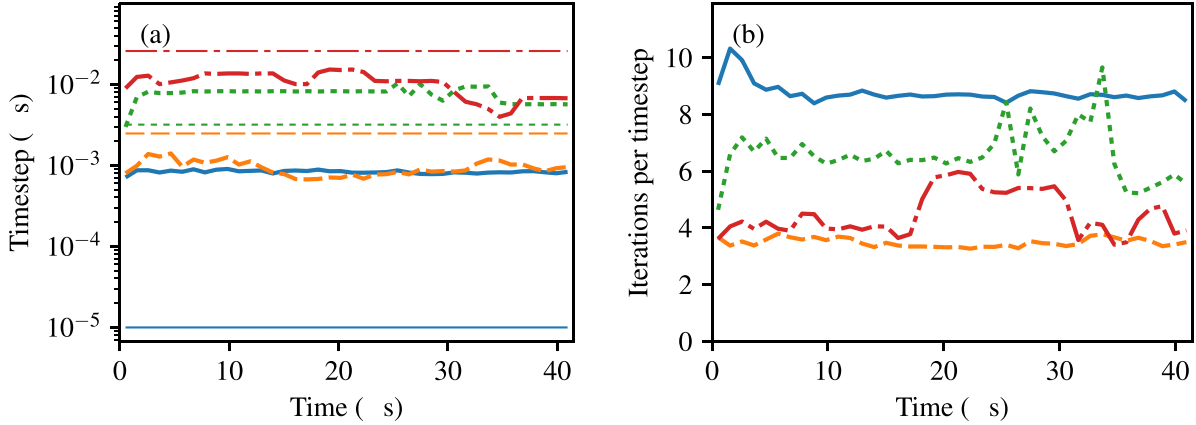 (a)
10⁻²
10⁻³
10⁻⁴
10⁻⁵
Timestep ( s)
0 10 20 30 40
Time ( s)
(b)
10
8
6
4
2
0
Iterations per timestep
0 10 20 30 40
Time ( s)